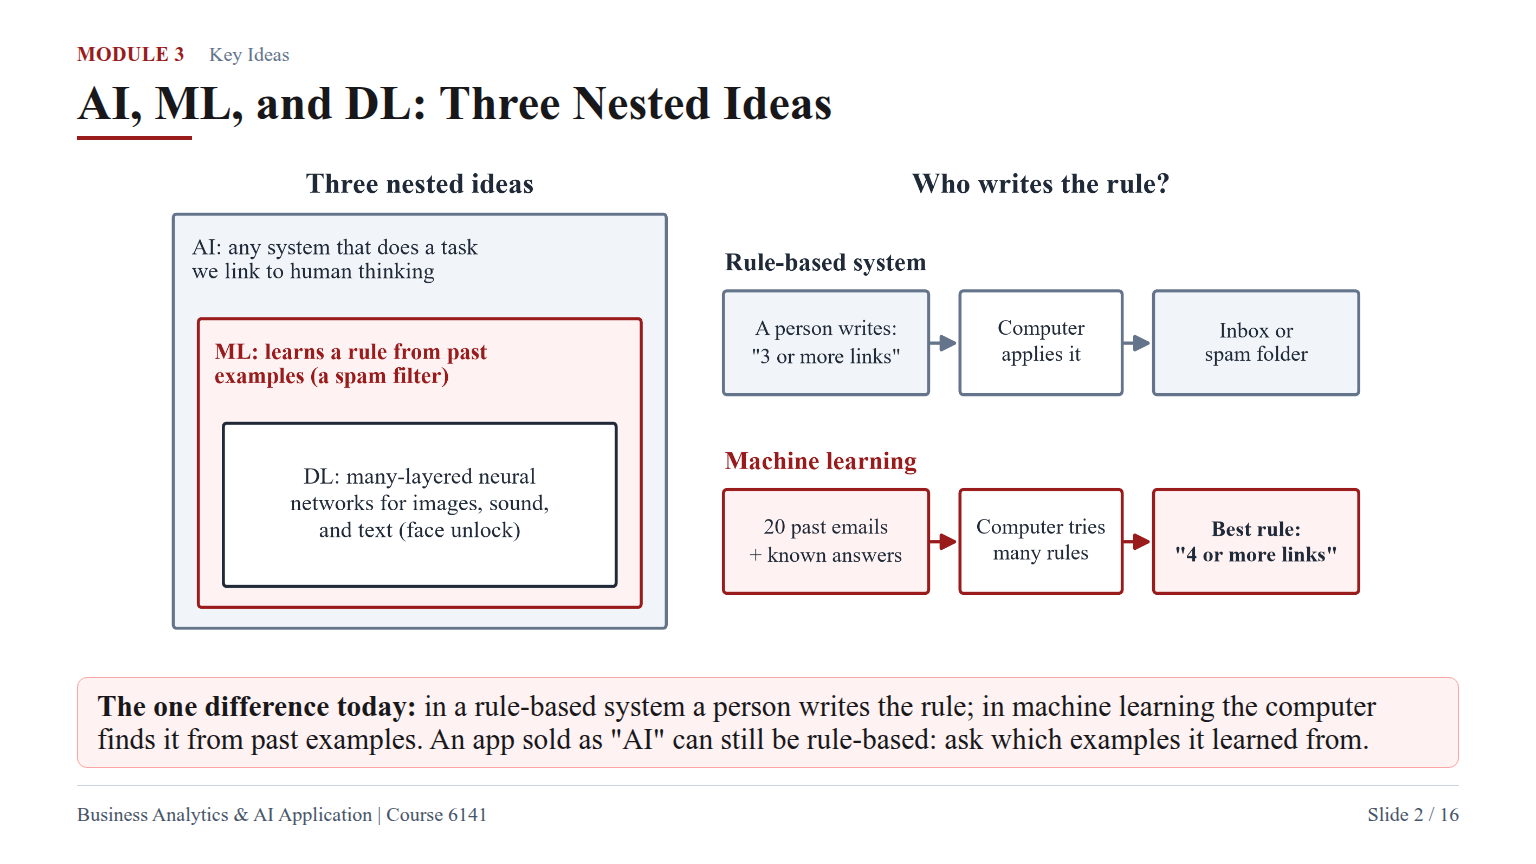 MODULE 3 Key Ideas
AI, ML, and DL: Three Nested Ideas
Three nested ideas
AI: any system that does a task
we link to human thinking
ML: learns a rule from past
examples (a spam filter)
DL: many-layered neural
networks for images, sound,
and text (face unlock)
Who writes the rule?
Rule-based system
A person writes:
"3 or more links"
Computer
applies it
Inbox or
spam folder
Machine learning
20 past emails
+ known answers
Computer tries
many rules
Best rule:
"4 or more links"
The one difference today: in a rule-based system a person writes the rule; in machine learning the computer
finds it from past examples. An app sold as "AI" can still be rule-based: ask which examples it learned from.
Business Analytics & AI Application | Course 6141
Slide 2 / 16